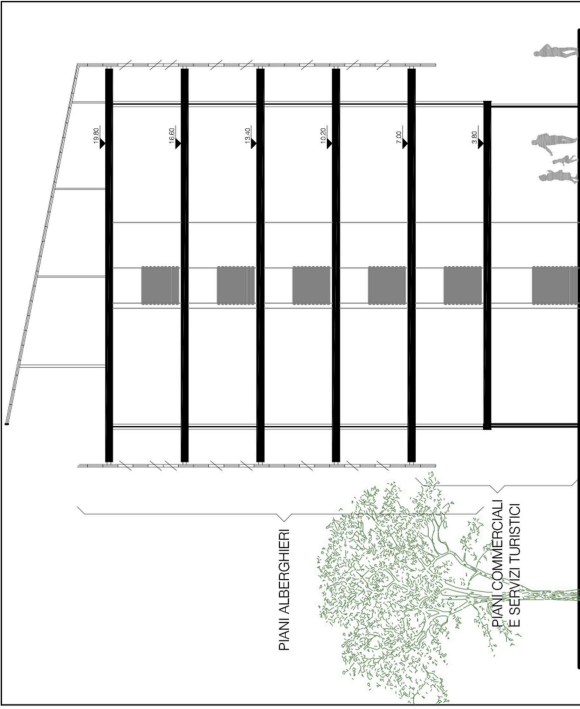 19.80
16.60
13.40
10.20
7.00
3.80
PIANI ALBERGHIERI
PIANI COMMERCIALI
E SERVIZI TURISTICI